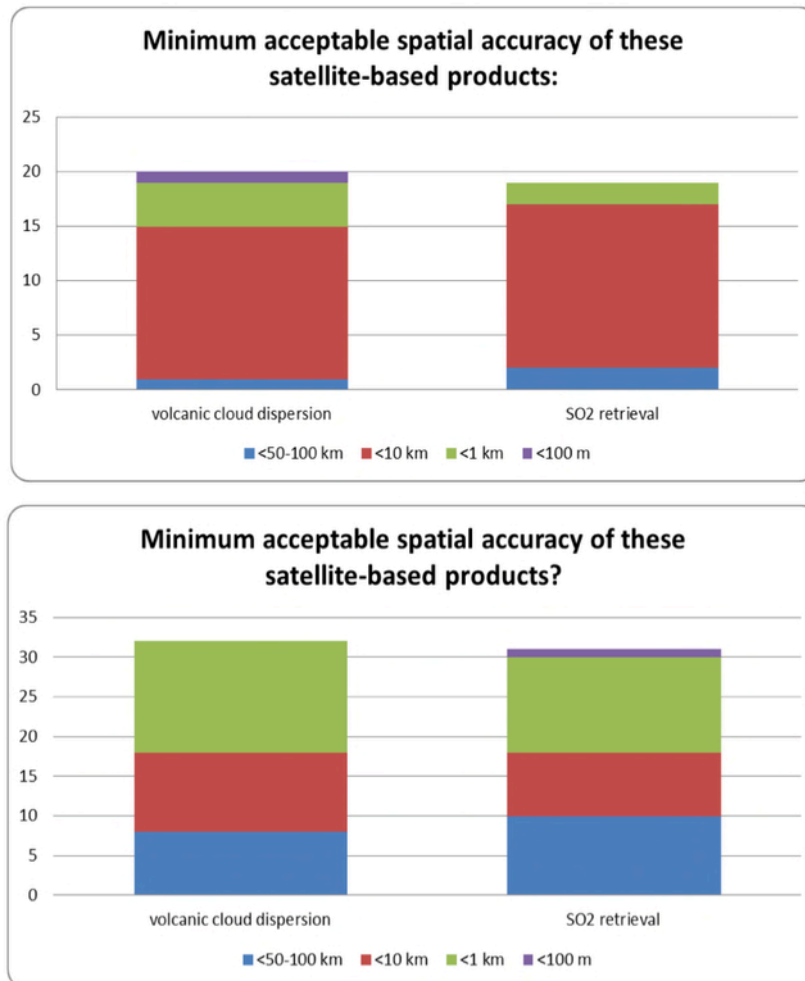 Minimum acceptable spatial accuracy of these
satellite-based products:
25
20
15
10
5
0
volcanic cloud dispersion
SO2 retrieval
<50-100 km
<10 km
<1 km
<100 m
Minimum acceptable spatial accuracy of these
satellite-based products?
35
30
25
20
15
10
5
0
volcanic cloud dispersion
SO2 retrieval
<50-100 km
<10 km
<1 km
<100 m